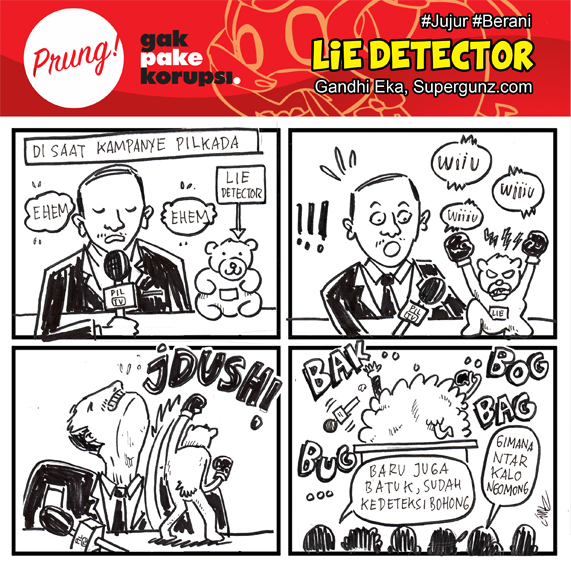 Prung!
gak
pake
korupsi.
#Jujur #Berani
LiE DETECTOR
Gandhi Eka, Supergunz.com
DI SAAT KAMPANYE PILKADA
EHEM
EHEM
LIE
DETECTOR
PIL
TV
!!!
WiiU
WiiiU
WiiiU
PIL
TV
LIE
JDUSHI
BAK
BOG
BAG
BUG
BARU JUGA
BATUK, SUDAH
KEDETEKSI BOHONG
GIMANA
NTAR
KALO
NGOMONG